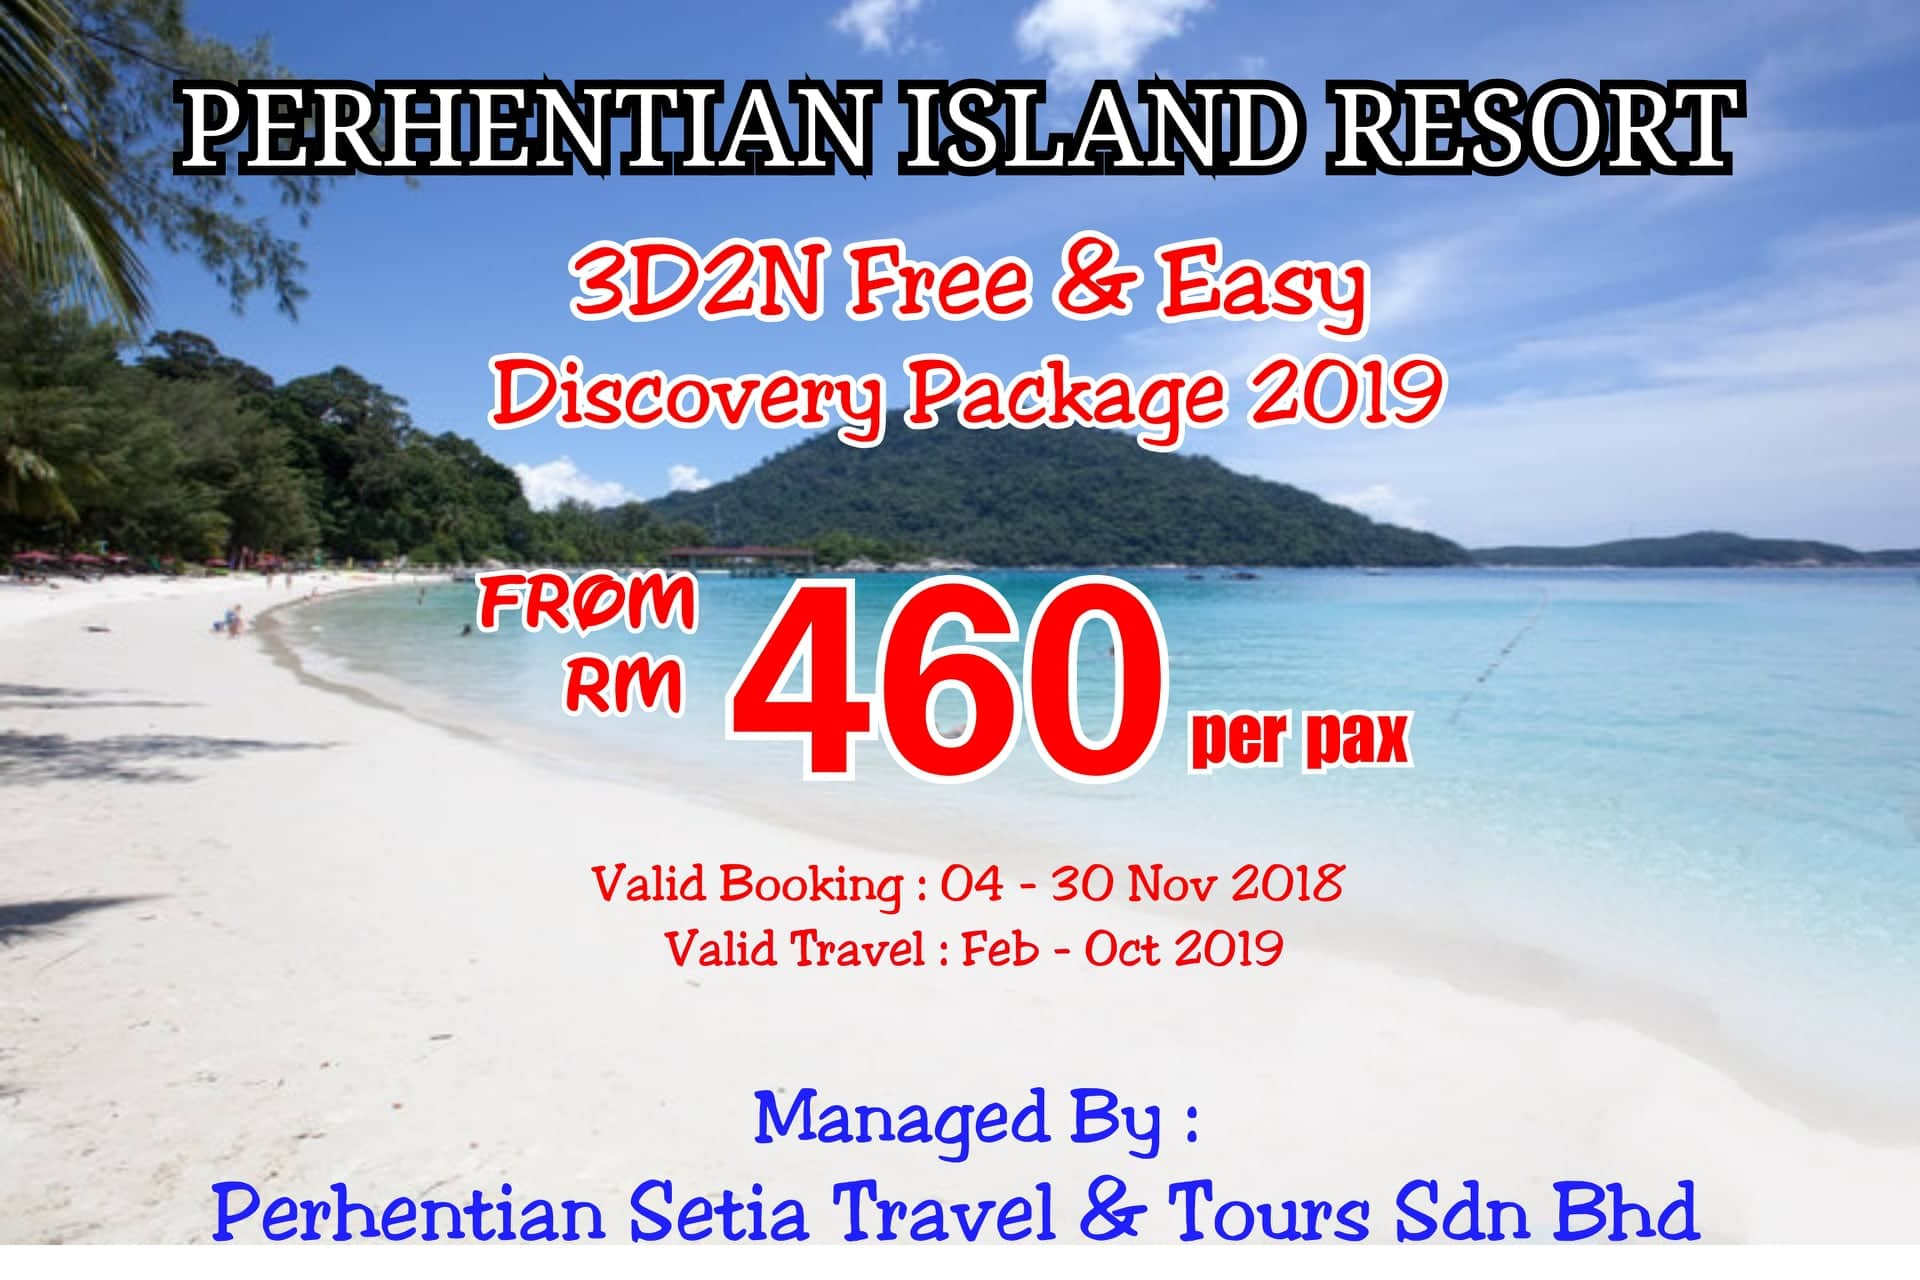 PERHENTIAN ISLAND RESORT
3D2N Free & Easy
Discovery Package 2019
FROM
RM
460 per pax
Valid Booking : 04 - 30 Nov 2018
Valid Travel : Feb - Oct 2019
Managed By :
Perhentian Setia Travel & Tours Sdn Bhd